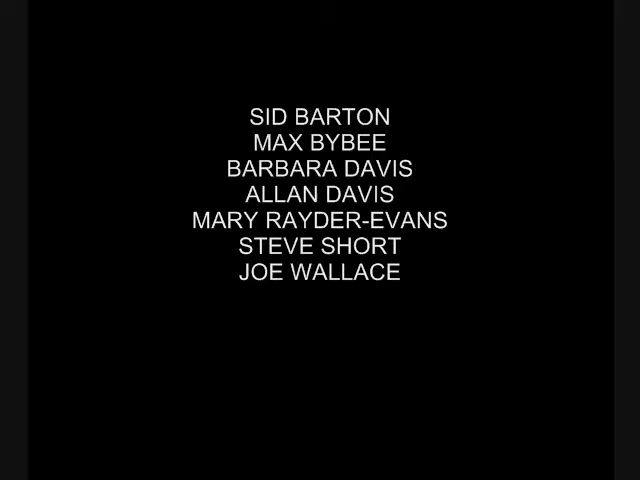 SID BARTON
MAX BYBEE
BARBARA DAVIS
ALLAN DAVIS
MARY RAYDER-EVANS
STEVE SHORT
JOE WALLACE